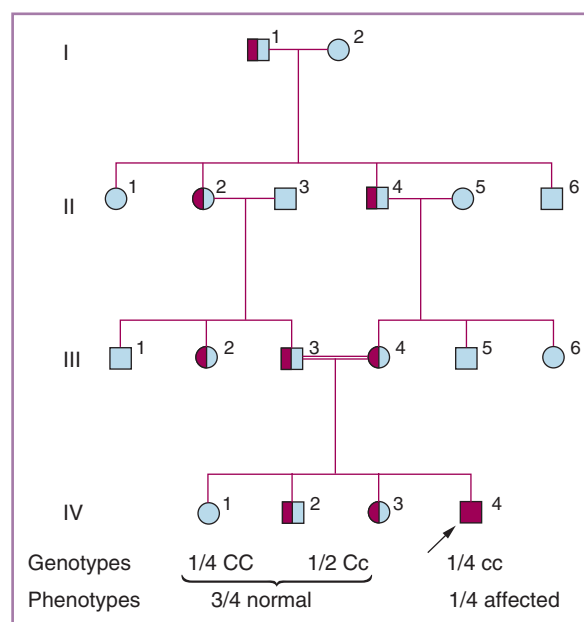 I 1 2
II 1 2 3 4 5 6
III 1 2 3 4 5 6
IV 1 2 3 4
Genotypes 1/4 CC 1/2 Cc 1/4 cc
Phenotypes 3/4 normal 1/4 affected